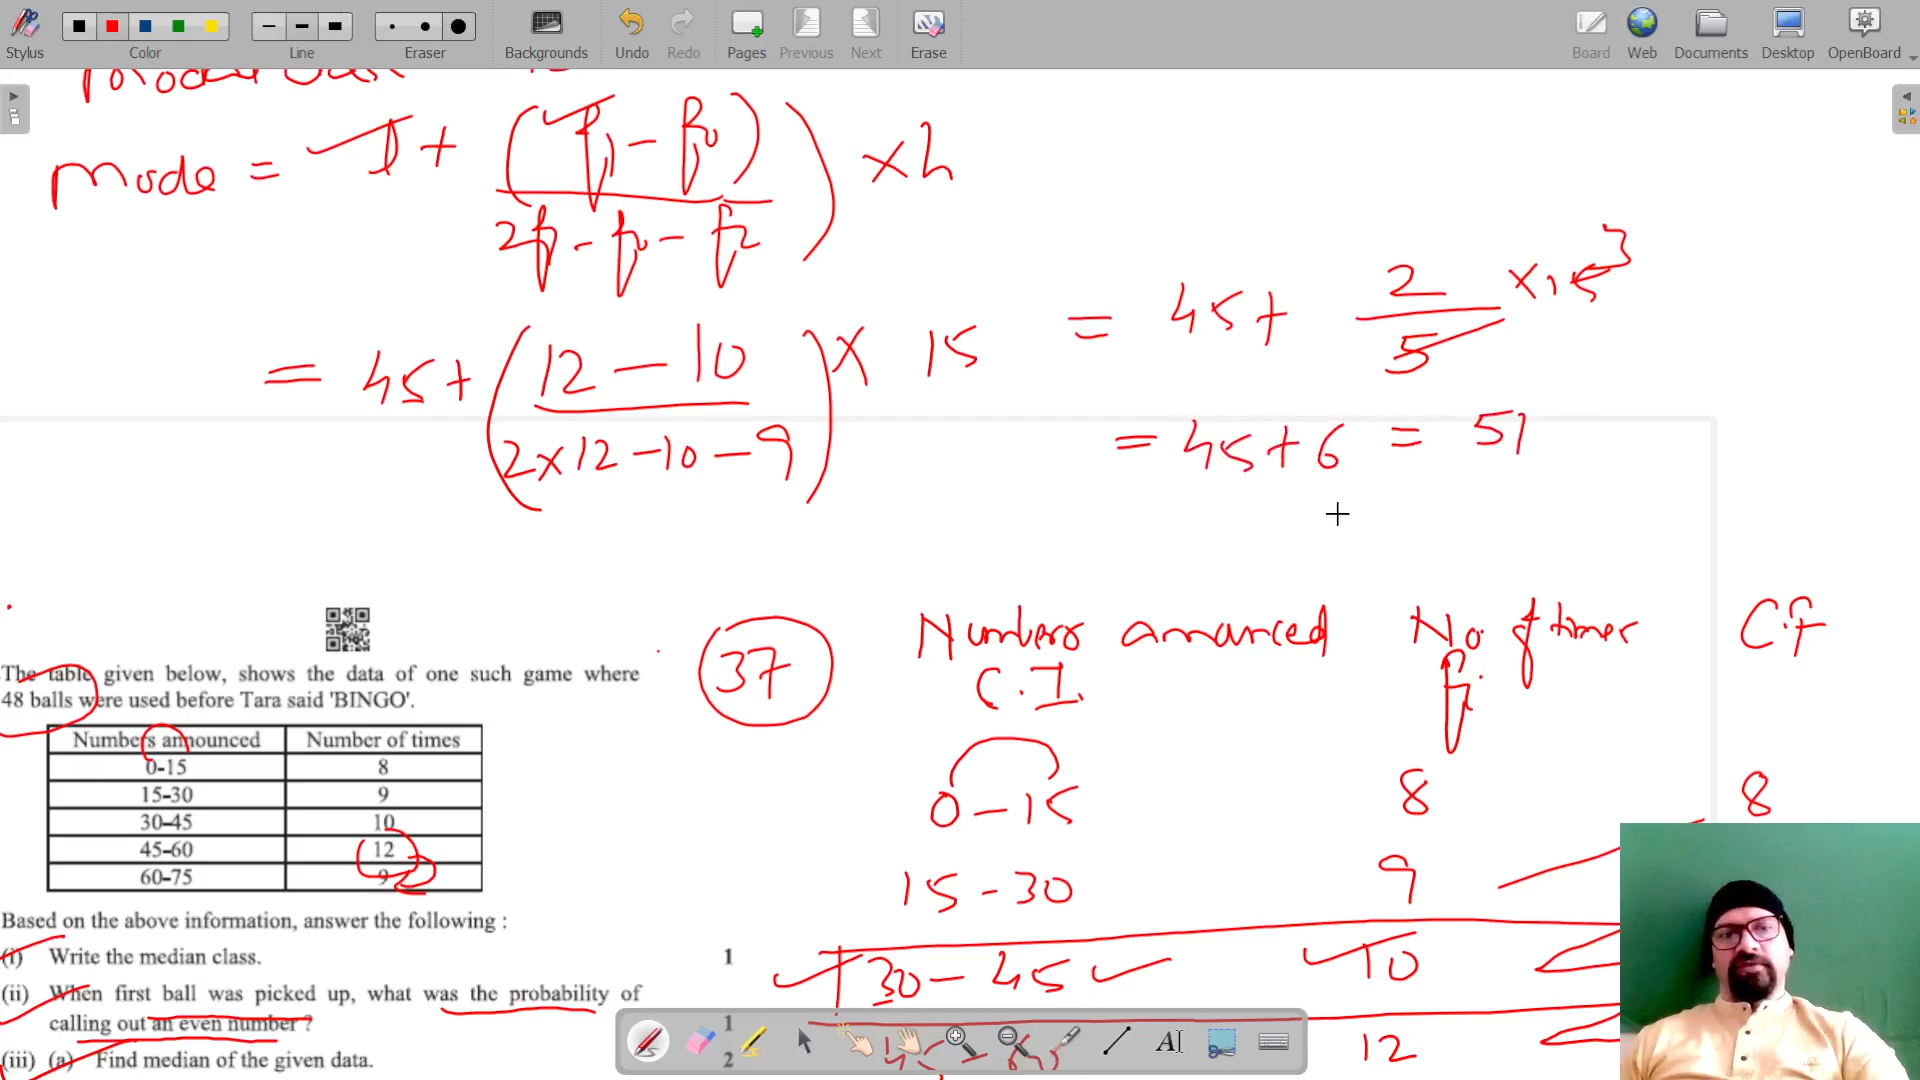 Stylus Color Line Eraser Backgrounds Undo Redo Pages Previous Next Erase Board Web Documents Desktop OpenBoard
Mode = l + (f1 - f0) / 2f1 - f0 - f2 ) x h
= 45 + ( 12 - 10 / 2x12 - 10 - 9 ) x 15
= 45 + 2/5 x 15 3
= 45 + 6 = 51
The table given below, shows the data of one such game where
48 balls were used before Tara said 'BINGO'.
Numbers announced Number of times
0-15 8
15-30 9
30-45 10
45-60 12
60-75 9
Based on the above information, answer the following :
(i) Write the median class. 1
(ii) When first ball was picked up, what was the probability of
calling out an even number ? 1
(iii) (a) Find median of the given data. 2
37
Numbers announced No. of times C.F
C.I. f
0 - 15 8 8
15 - 30 9
30 - 45 10
12
AI